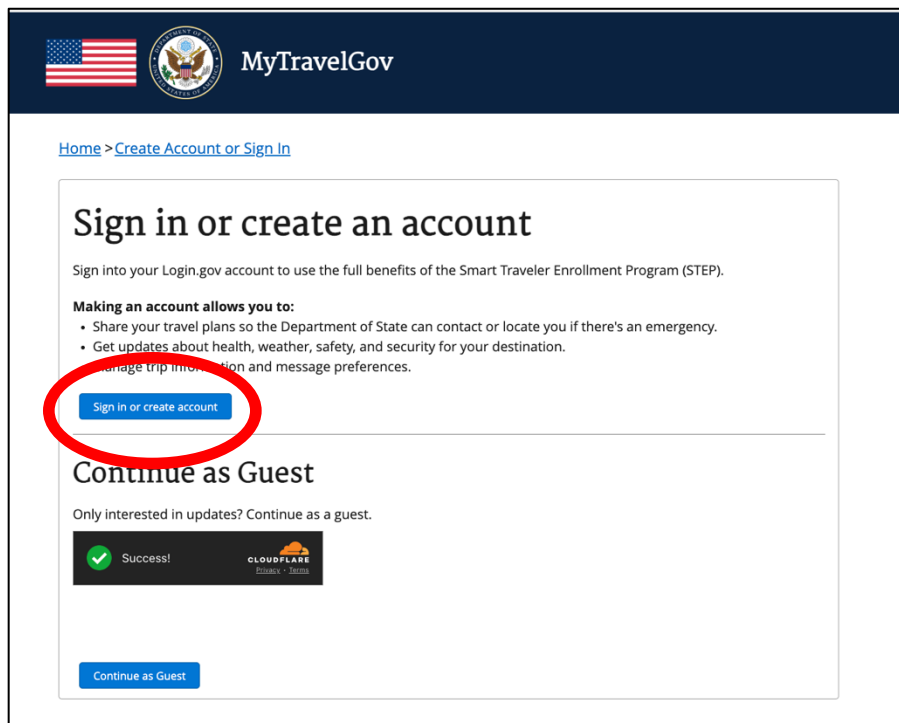 MyTravelGov
Home > Create Account or Sign In
Sign in or create an account
Sign into your Login.gov account to use the full benefits of the Smart Traveler Enrollment Program (STEP).
Making an account allows you to:
• Share your travel plans so the Department of State can contact or locate you if there's an emergency.
• Get updates about health, weather, safety, and security for your destination.
Manage trip information and message preferences.
Sign in or create account
Continue as Guest
Only interested in updates? Continue as a guest.
Success!
CLOUDFLARE
Privacy • Terms
Continue as Guest